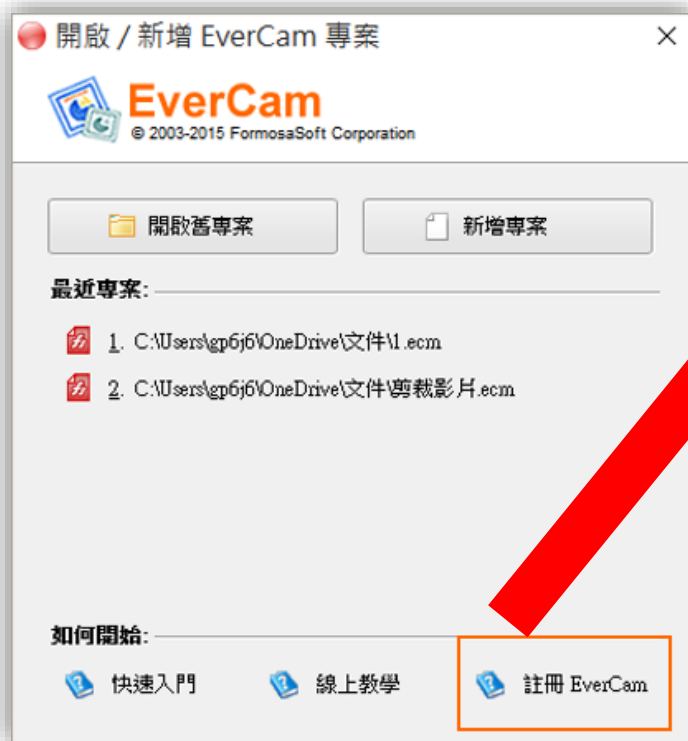 開啟 / 新增 EverCam 專案
EverCam
© 2003-2015 FormosaSoft Corporation
開啟舊專案
新增專案
最近專案:
1. C:\Users\gp6j6\OneDrive\文件\1.ecm
2. C:\Users\gp6j6\OneDrive\文件\剪裁影片.ecm
如何開始:
快速入門 線上教學 註冊 EverCam